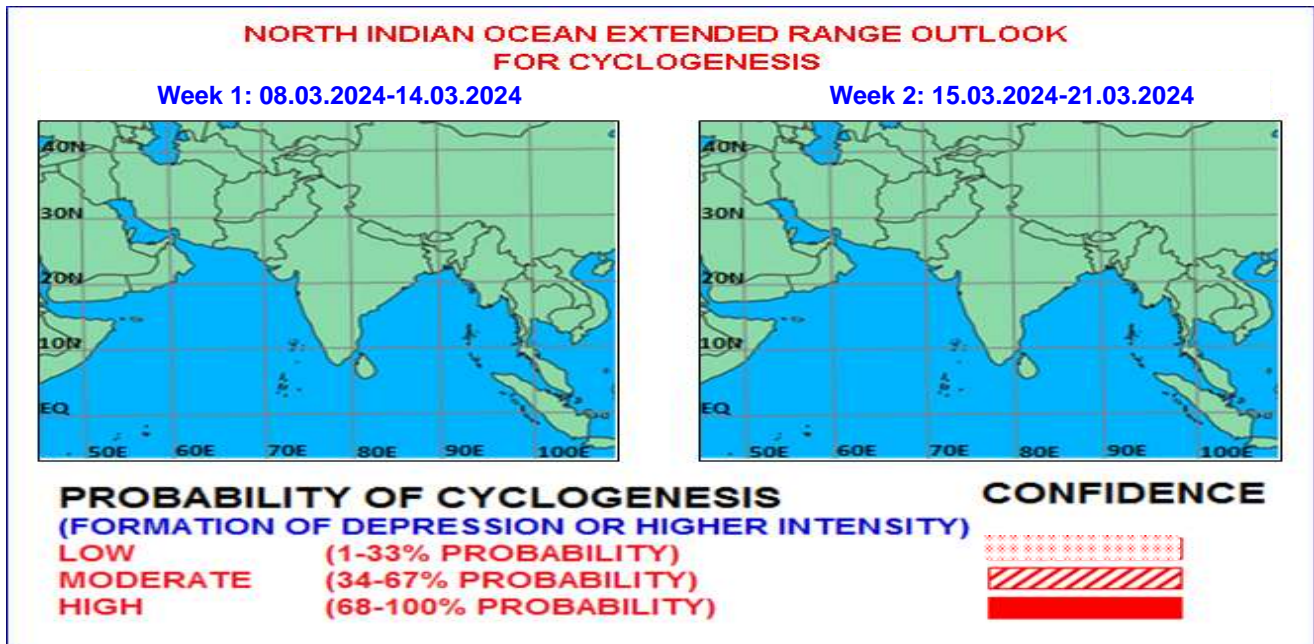 NORTH INDIAN OCEAN EXTENDED RANGE OUTLOOK
FOR CYCLOGENESIS
Week 1: 08.03.2024-14.03.2024
Week 2: 15.03.2024-21.03.2024
40N
30N
20N
10N
EQ
50E 60E 70E 80E 90E 100E
40N
30N
20N
10N
EQ
50E 60E 70E 80E 90E 100E
PROBABILITY OF CYCLOGENESIS
CONFIDENCE
(FORMATION OF DEPRESSION OR HIGHER INTENSITY)
LOW (1-33% PROBABILITY)
MODERATE (34-67% PROBABILITY)
HIGH (68-100% PROBABILITY)